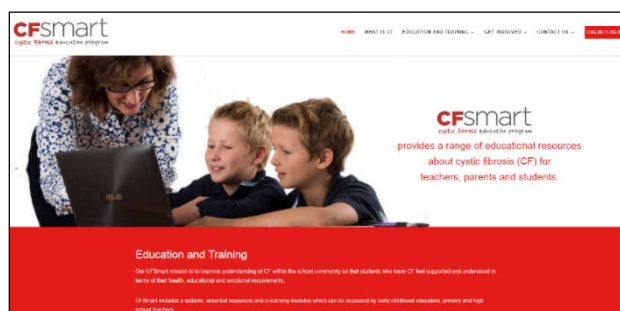 CFsmart
cystic fibrosis education program
HOME WHAT IS CF EDUCATION AND TRAINING GET INVOLVED CONTACT US
CFsmart
cystic fibrosis education program
provides a range of educational resources
about cystic fibrosis (CF) for
teachers, parents and students.
ASUS
Education and Training
Our CFSmart mission is to improve understanding of CF within the school community so that students who have CF feel supported and understood in
terms of their health, educational and emotional requirements.
CFSmart includes a website, assorted resources and e-learning modules which can be accessed by early childhood educators, primary and high
school teachers.